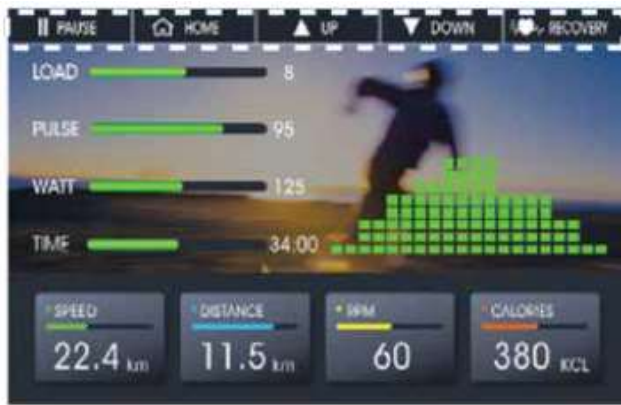 PAUSE HOME UP DOWN RECOVERY
LOAD 8
PULSE 95
WATT 125
TIME 34:00
SPEED DISTANCE RPM CALORIES
22.4 km 11.5 km 60 380 KCL